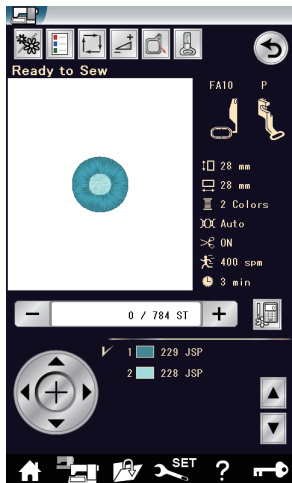 Ready to Sew
FA10 P
28 mm
28 mm
2 Colors
Auto
ON
400 spm
3 min
− 0 / 784 ST +
1 229 JSP
2 228 JSP
SET ?